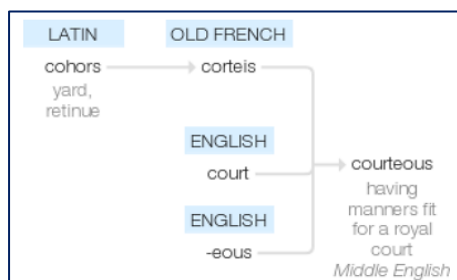 LATIN OLD FRENCH
cohors corteis
yard,
retinue
ENGLISH
court
courteous
having
manners fit
for a royal
court
Middle English
ENGLISH
-eous